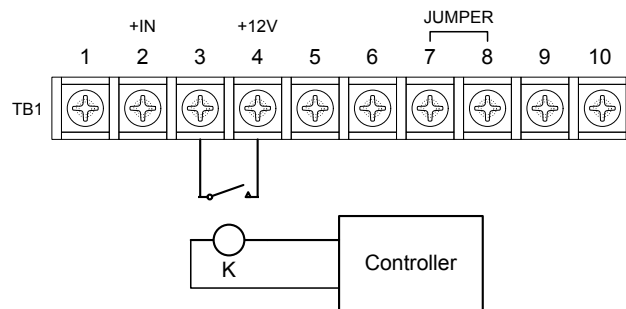 JUMPER
+IN +12V
1 2 3 4 5 6 7 8 9 10
TB1
K
Controller